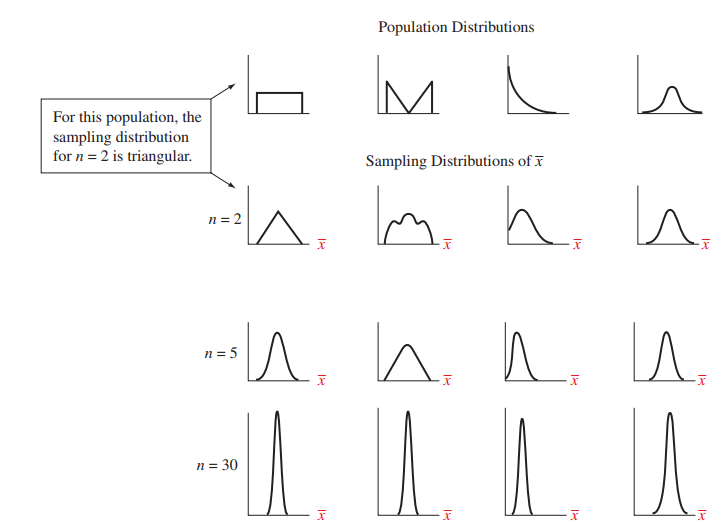 Population Distributions
For this population, the
sampling distribution
for n = 2 is triangular.
Sampling Distributions of x̅
n = 2
x̅
x̅
x̅
x̅
n = 5
x̅
x̅
x̅
x̅
n = 30
x̅
x̅
x̅
x̅